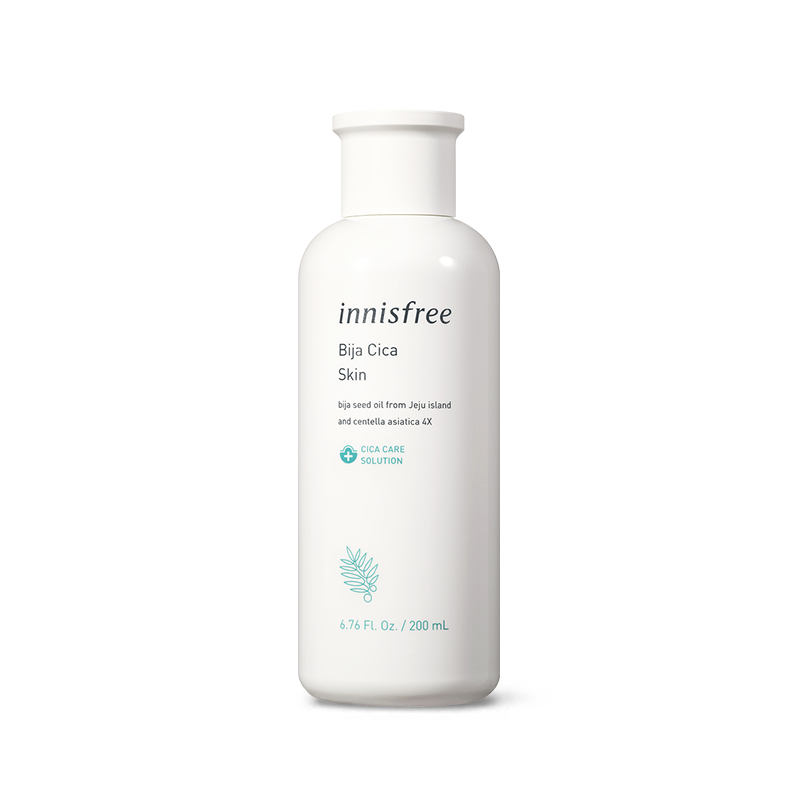 innisfree
Bija Cica
Skin
bija seed oil from Jeju island
and centella asiatica 4X
CICA CARE
SOLUTION
6.76 Fl. Oz. / 200 mL